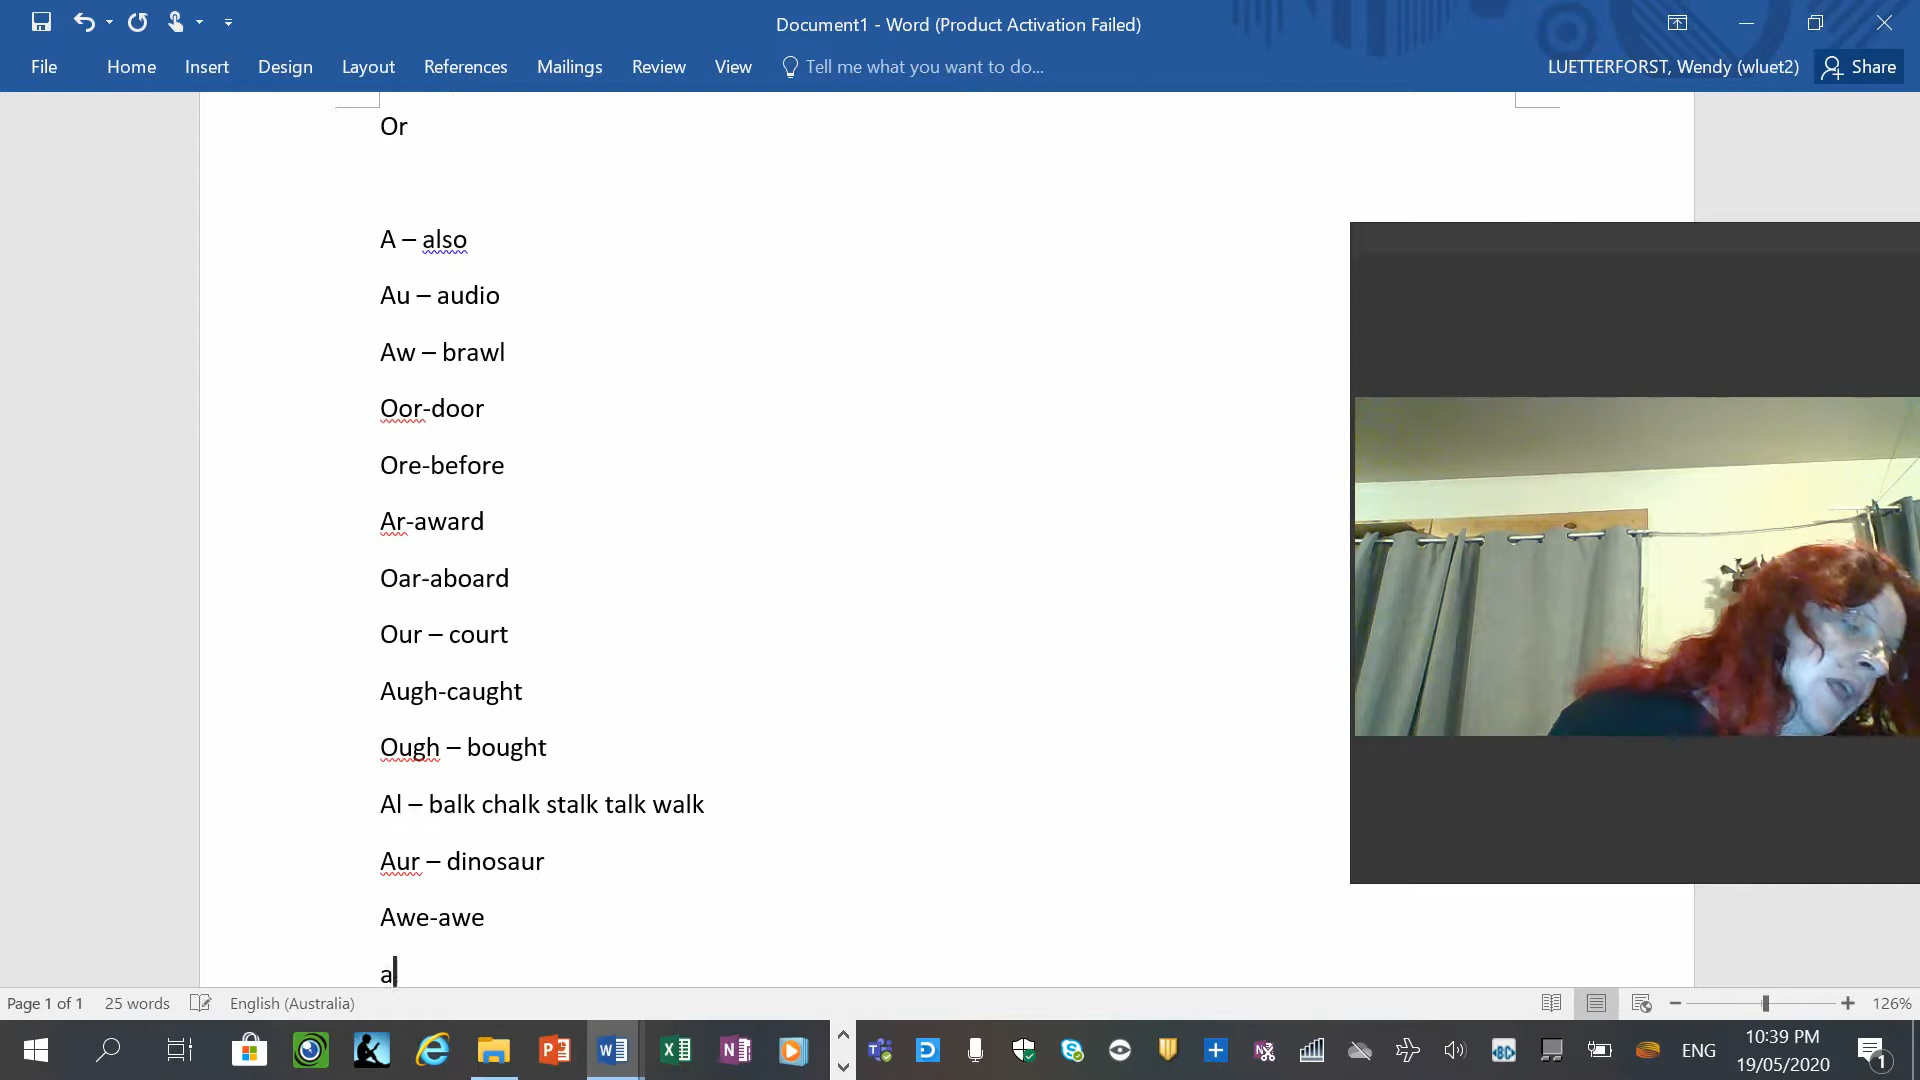 Document1 - Word (Product Activation Failed)
File Home Insert Design Layout References Mailings Review View Tell me what you want to do... LUETTERFORST, Wendy (wluet2) Share
Or
A – also
Au – audio
Aw – brawl
Oor-door
Ore-before
Ar-award
Oar-aboard
Our – court
Augh-caught
Ough – bought
Al – balk chalk stalk talk walk
Aur – dinosaur
Awe-awe
a
Page 1 of 1 25 words English (Australia) 126%
ENG 10:39 PM
19/05/2020 1